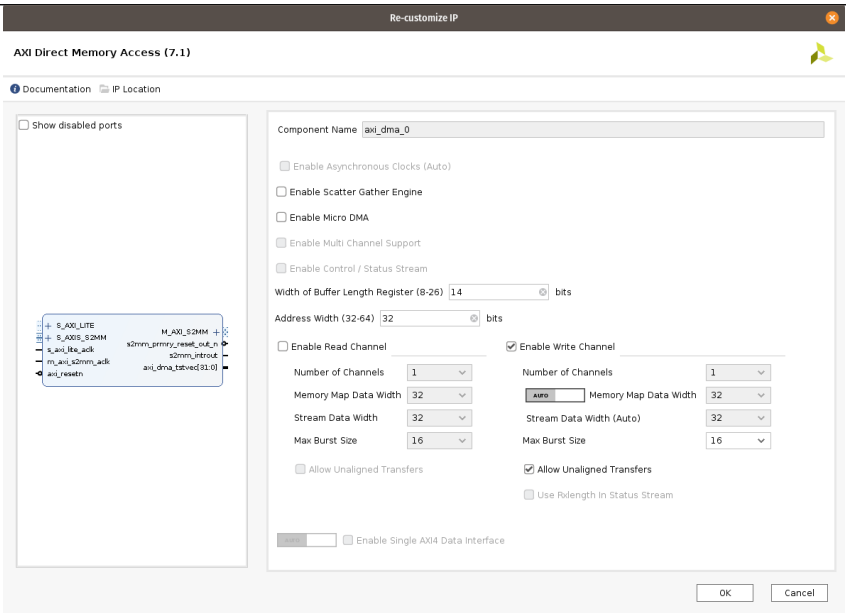 Re-customize IP
AXI Direct Memory Access (7.1)
Documentation IP Location
Show disabled ports
S_AXI_LITE
S_AXIS_S2MM
s_axi_lite_aclk
m_axi_s2mm_aclk
axi_resetn
M_AXI_S2MM
s2mm_prmry_reset_out_n
s2mm_introut
axi_dma_tstvec[31:0]
Component Name axi_dma_0
Enable Asynchronous Clocks (Auto)
Enable Scatter Gather Engine
Enable Micro DMA
Enable Multi Channel Support
Enable Control / Status Stream
Width of Buffer Length Register (8-26) 14 bits
Address Width (32-64) 32 bits
Enable Read Channel
Number of Channels 1
Memory Map Data Width 32
Stream Data Width 32
Max Burst Size 16
Allow Unaligned Transfers
Enable Write Channel
Number of Channels 1
AUTO Memory Map Data Width 32
Stream Data Width (Auto) 32
Max Burst Size 16
Allow Unaligned Transfers
Use Rxlength In Status Stream
AUTO Enable Single AXI4 Data Interface
OK Cancel